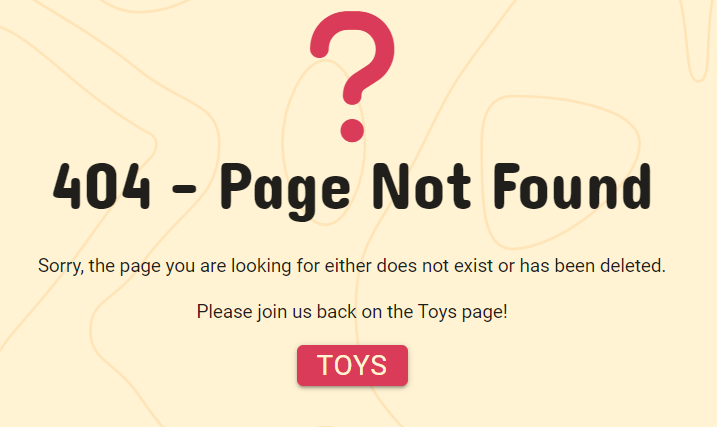 ?
404 - Page Not Found
Sorry, the page you are looking for either does not exist or has been deleted.
Please join us back on the Toys page!
TOYS